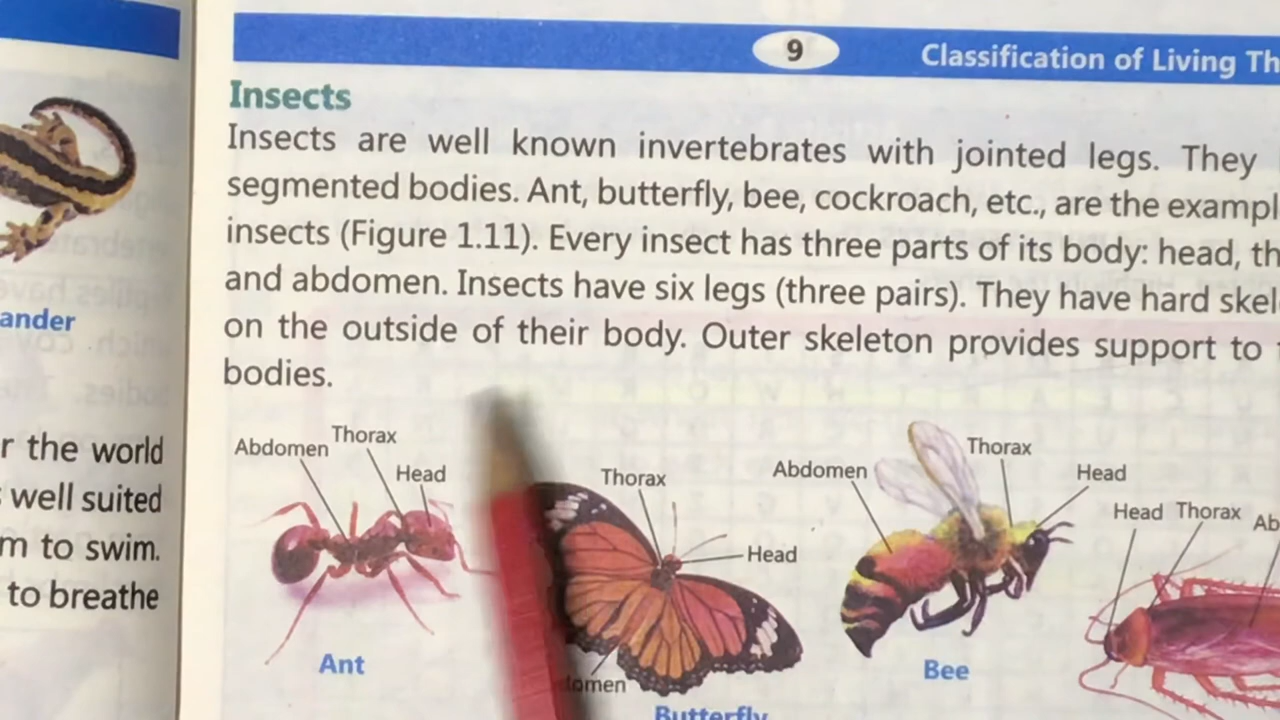 9 Classification of Living Th
ander
r the world
well suited
m to swim.
to breathe
Insects
Insects are well known invertebrates with jointed legs. They
segmented bodies. Ant, butterfly, bee, cockroach, etc., are the exampl
insects (Figure 1.11). Every insect has three parts of its body: head, th
and abdomen. Insects have six legs (three pairs). They have hard skel
on the outside of their body. Outer skeleton provides support to
bodies.
Abdomen Thorax Head
Ant
Thorax
Head
domen
Butterfly
Abdomen Thorax Head
Bee
Head Thorax Ab